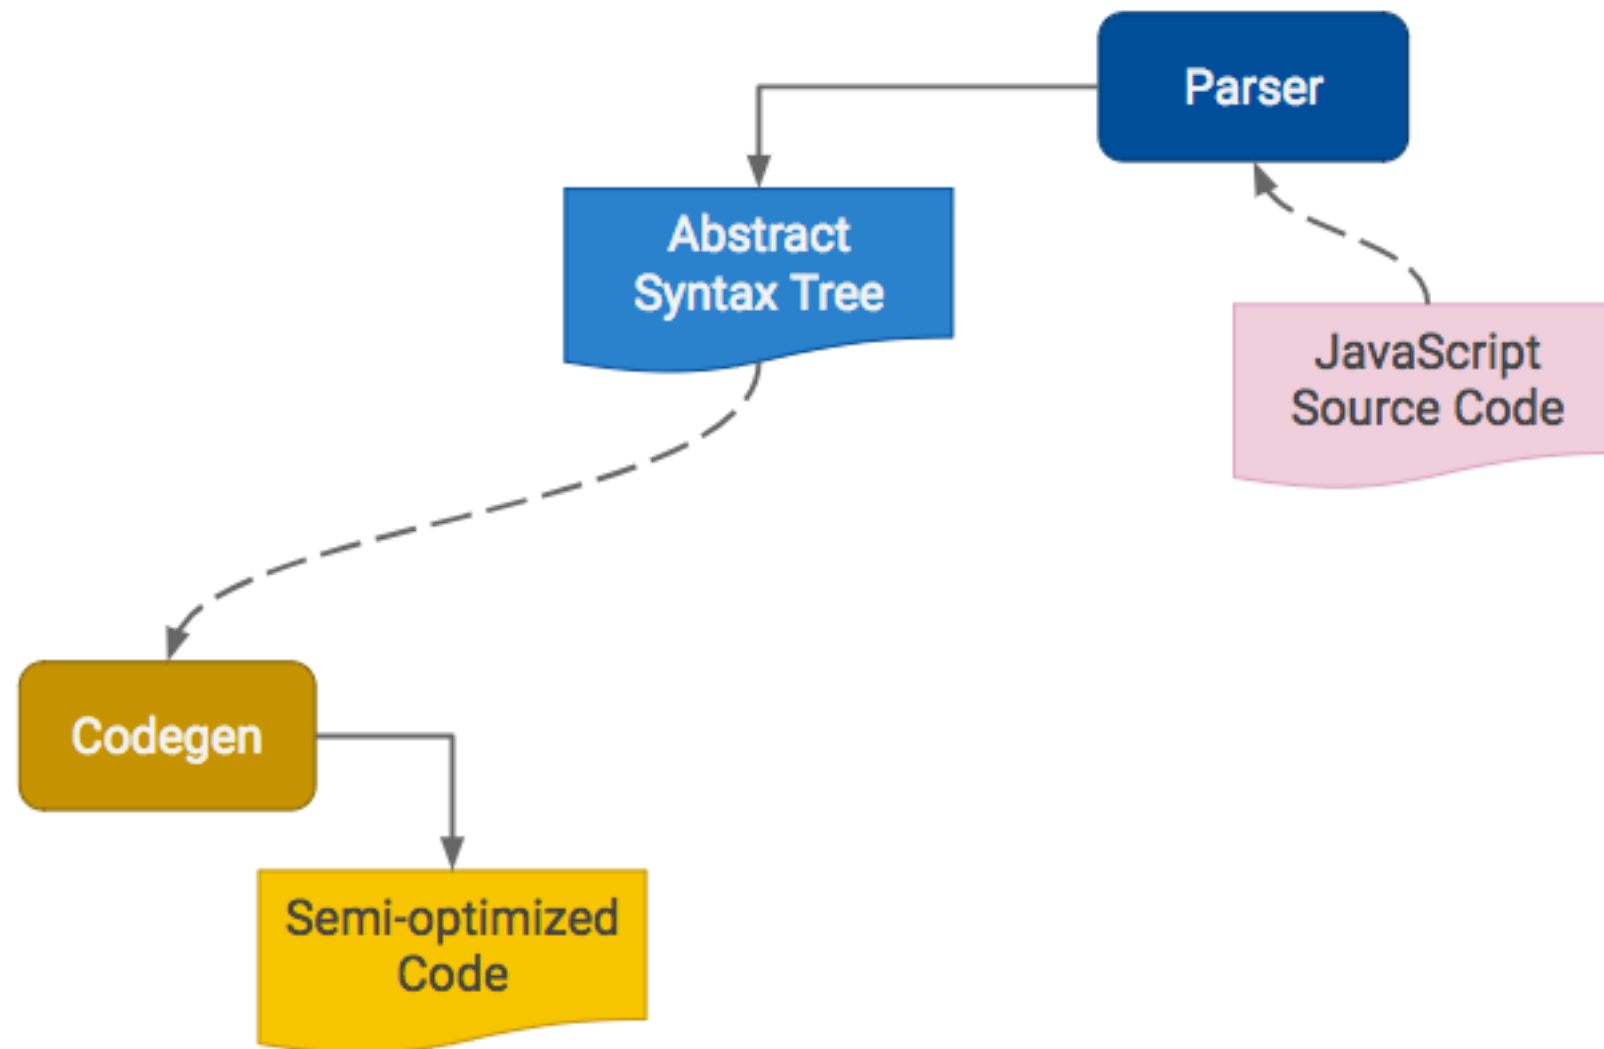 Parser
Abstract
Syntax Tree
JavaScript
Source Code
Codegen
Semi-optimized
Code